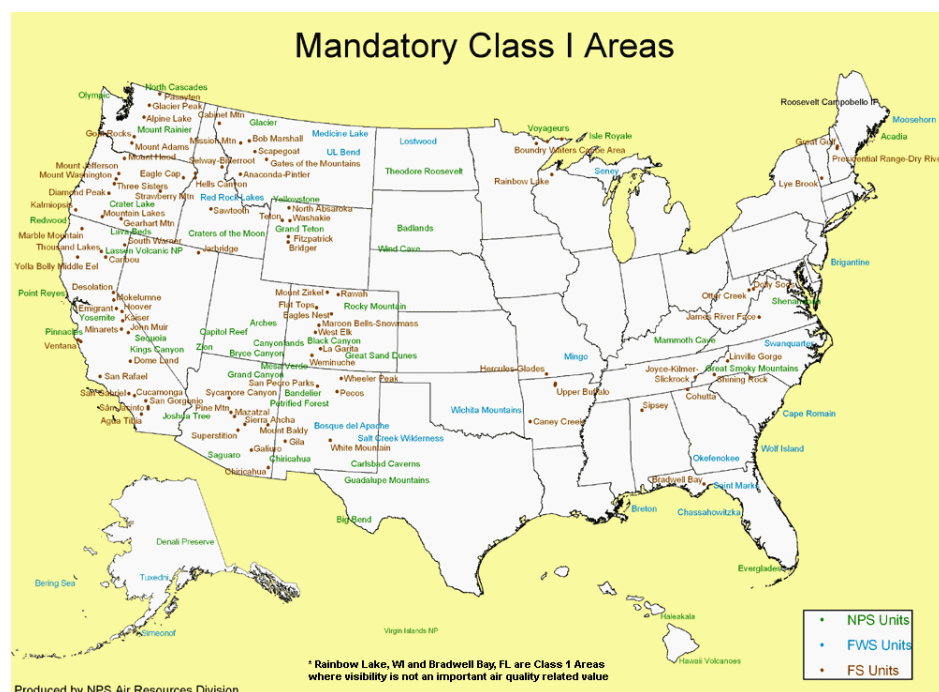 Mandatory Class I Areas
North Cascades
Olympic
Pasayten
Glacier Peak
Alpine Lake
Cabinet Mtn
Glacier
Goat Rocks
Mount Rainier
Mission Mtn
Bob Marshall
Medicine Lake
Lostwood
Voyageurs
Isle Royale
Roosevelt Campobello IP
Moosehorn
Acadia
Mount Adams
Scapegoat
UL Bend
Boundry Waters Canoe Area
Great Gulf
Mount Hood
Selway-Bitterroot
Gates of the Mountains
Presidential Range-Dry Rive
Mount Jefferson
Mount Washington
Eagle Cap
Anaconda-Pintler
Theodore Roosevelt
Rainbow Lake
Seney
Lye Brook
Three Sisters
Hells Canyon
Diamond Peak
Strawberry Mtn
Red Rock Lakes
Yellowstone
Kalmiopsis
Crater Lake
Sawtooth
North Absaroka
Mountain Lakes
Teton
Washakie
Redwood
Gearhart Mtn
Lava Beds
Craters of the Moon
Grand Teton
Badlands
Marble Mountain
South Warner
Fitzpatrick
Thousand Lakes
Lassen Volcanic NP
Jarbridge
Bridger
Wind Cave
Caribou
Yolla Bolly Middle Eel
Brigantine
Desolation
Point Reyes
Mokelumne
Mount Zirkel
Rawah
Dolly Sods
Otter Creek
Shenandoah
Emigrant
Hoover
Flat Tops
Rocky Mountain
Yosemite
Kaiser
Eagles Nest
James River Face
Pinnacles
Minarets
John Muir
Arches
Maroon Bells-Snowmass
Capitol Reef
West Elk
Ventana
Sequoia
Canyonlands
Black Canyon
Mammoth Cave
Swanquarter
Kings Canyon
Zion
Bryce Canyon
La Garita
Great Sand Dunes
Mingo
Linville Gorge
Dome Land
Mesa Verde
Weminuche
Hercules-Glades
Joyce-Kilmer-
Slickrock
Great Smoky Mountains
San Rafael
Grand Canyon
San Pedro Parks
Wheeler Peak
Shining Rock
San Gabriel
Cucamonga
Sycamore Canyon
Bandelier
Pecos
Upper Buffalo
Cohutta
San Gorgonio
Petrified Forest
San Jacinto
Joshua Tree
Pine Mtn
Mazatzal
Wichita Mountains
Sipsey
Cape Romain
Agua Tibia
Sierra Ancha
Bosque del Apache
Caney Creek
Superstition
Mount Baldy
Salt Creek Wilderness
Gila
White Mountain
Galiuro
Wolf Island
Saguaro
Chiricahua
Carlsbad Caverns
Okefenokee
Chiricahua
Guadalupe Mountains
Bradwell Bay
Saint Marks
Big Bend
Breton
Chassahowitzka
Denali Preserve
Everglades
Bering Sea
Tuxedni
Simeonof
Virgin Islands NP
Haleakala
Hawaii Volcanoes
NPS Units
FWS Units
FS Units
* Rainbow Lake, WI and Bradwell Bay, FL are Class 1 Areas
where visibility is not an important air quality related value
Produced by NPS Air Resources Division